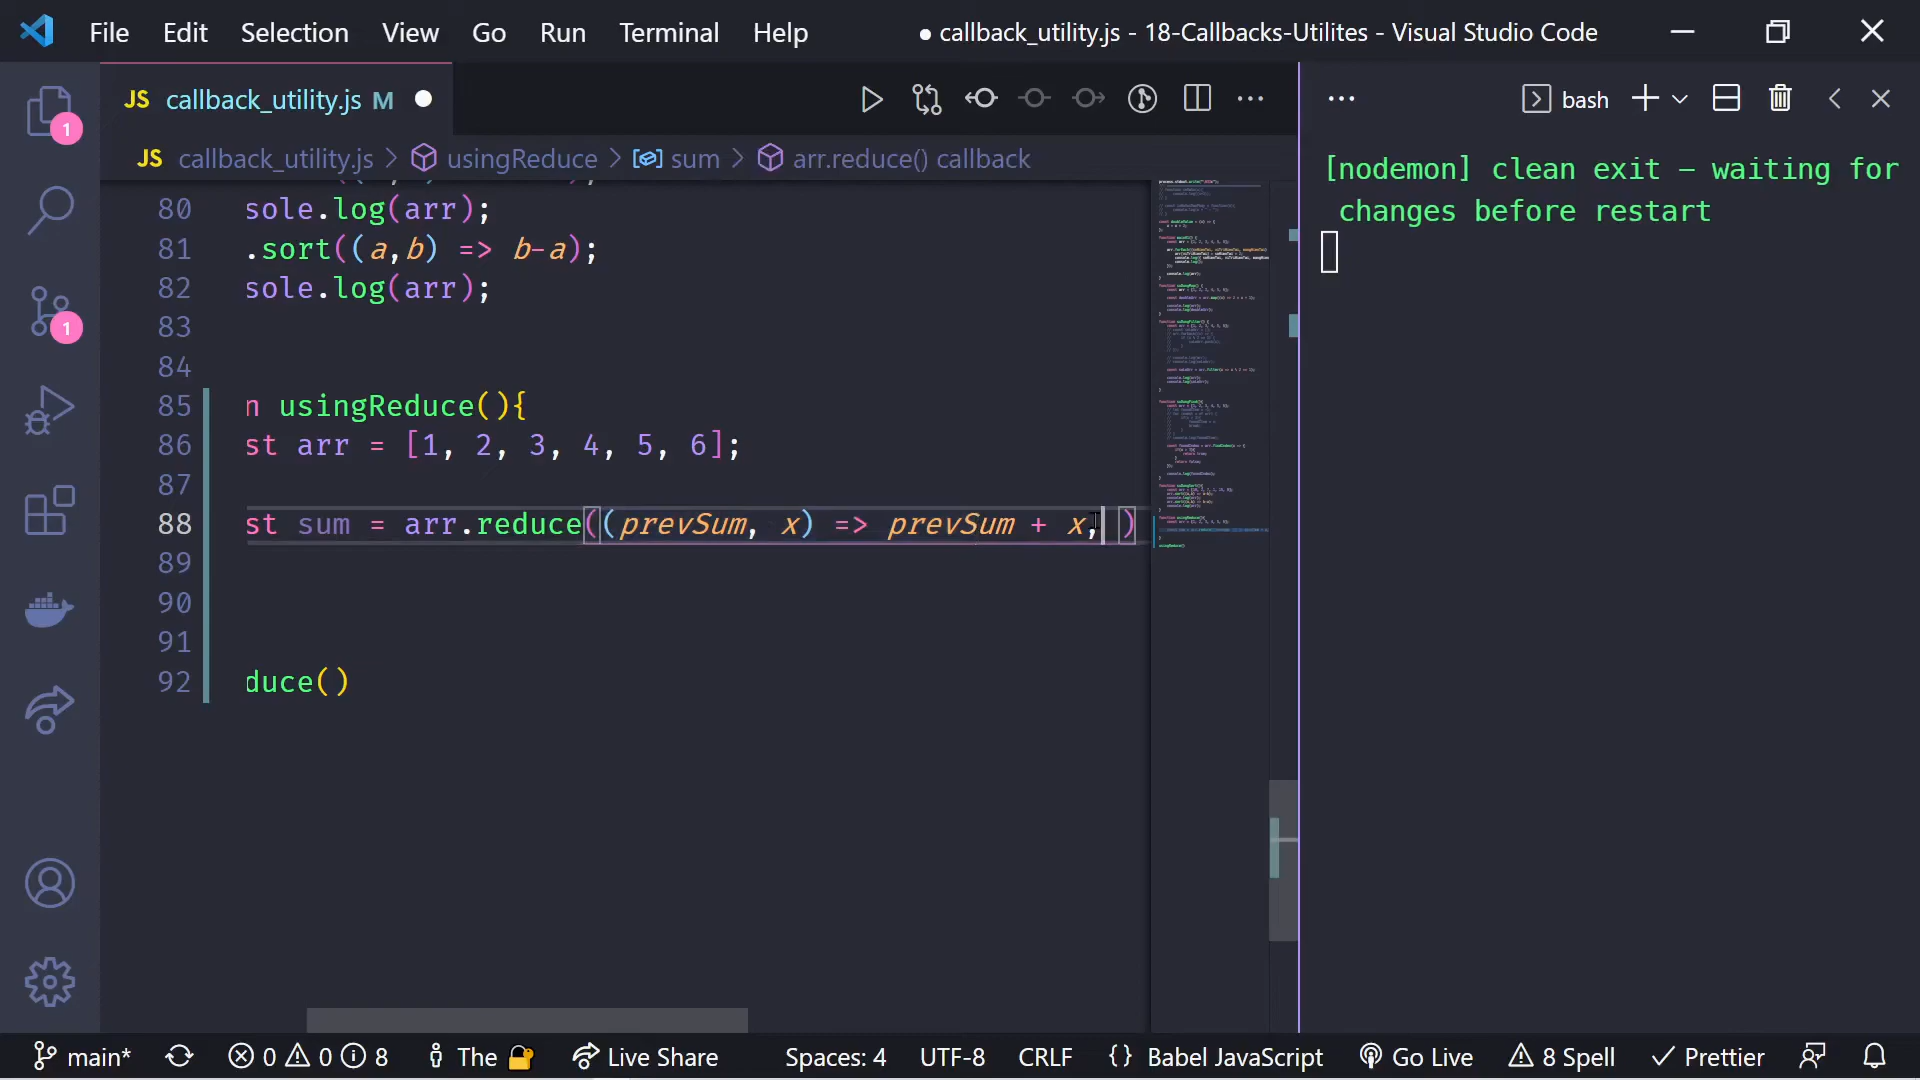 File Edit Selection View Go Run Terminal Help
● callback_utility.js - 18-Callbacks-Utilites - Visual Studio Code
JS callback_utility.js M
bash
JS callback_utility.js > usingReduce > sum > arr.reduce() callback
[nodemon] clean exit – waiting for
changes before restart
80 sole.log(arr);
81 .sort((a,b) => b-a);
82 sole.log(arr);
83
84
85 n usingReduce(){
86 st arr = [1, 2, 3, 4, 5, 6];
87
88 st sum = arr.reduce((prevSum, x) => prevSum + x, )
89
90
91
92 duce()
1
1
main* 0 0 8 The Live Share Spaces: 4 UTF-8 CRLF {} Babel JavaScript Go Live 8 Spell Prettier